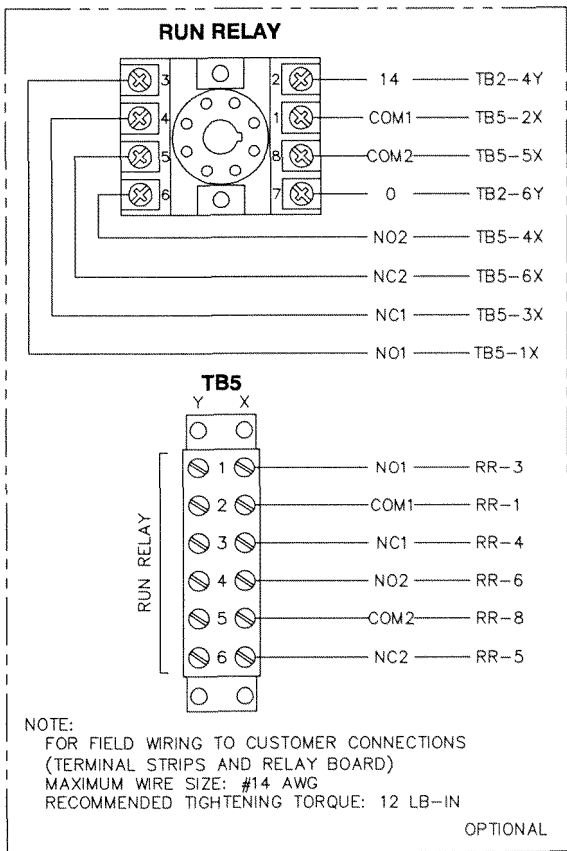 RUN RELAY
3 2 14 TB2-4Y
4 1 COM1 TB5-2X
5 8 COM2 TB5-5X
6 7 0 TB2-6Y
NO2 TB5-4X
NC2 TB5-6X
NC1 TB5-3X
NO1 TB5-1X
TB5
Y X
RUN RELAY
1 NO1 RR-3
2 COM1 RR-1
3 NC1 RR-4
4 NO2 RR-6
5 COM2 RR-8
6 NC2 RR-5
NOTE:
FOR FIELD WIRING TO CUSTOMER CONNECTIONS
(TERMINAL STRIPS AND RELAY BOARD)
MAXIMUM WIRE SIZE: #14 AWG
RECOMMENDED TIGHTENING TORQUE: 12 LB-IN
OPTIONAL